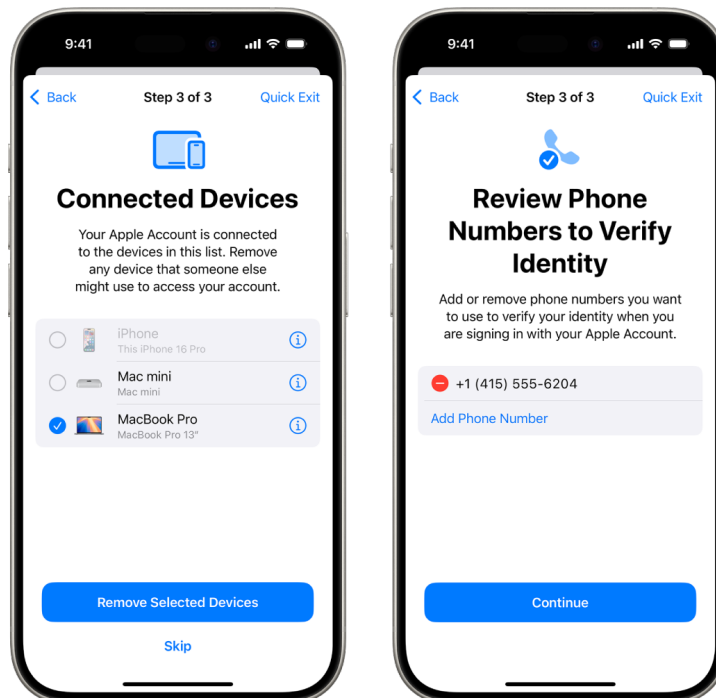 9:41
Back Step 3 of 3 Quick Exit
Connected Devices
Your Apple Account is connected
to the devices in this list. Remove
any device that someone else
might use to access your account.
iPhone
This iPhone 16 Pro
Mac mini
Mac mini
MacBook Pro
MacBook Pro 13"
Remove Selected Devices
Skip
9:41
Back Step 3 of 3 Quick Exit
Review Phone
Numbers to Verify
Identity
Add or remove phone numbers you want
to use to verify your identity when you
are signing in with your Apple Account.
+1 (415) 555-6204
Add Phone Number
Continue